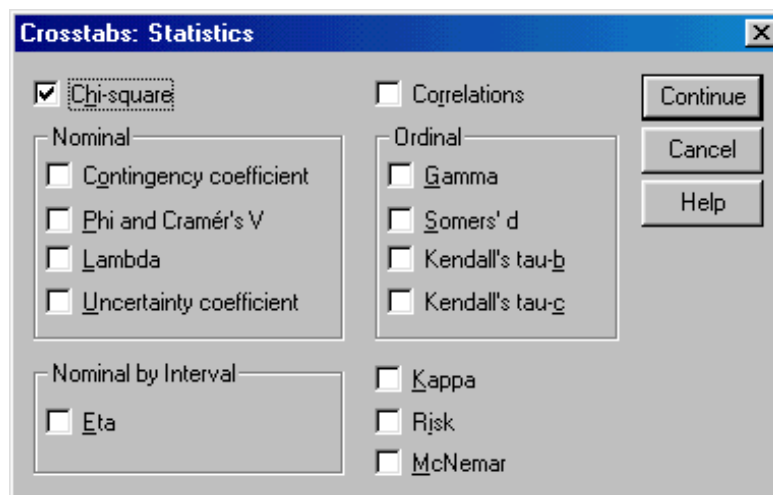 Crosstabs: Statistics
Chi-square
Correlations
Continue
Nominal
Ordinal
Cancel
Contingency coefficient
Gamma
Help
Phi and Cramér's V
Somers' d
Lambda
Kendall's tau-b
Uncertainty coefficient
Kendall's tau-c
Nominal by Interval
Kappa
Eta
Risk
McNemar